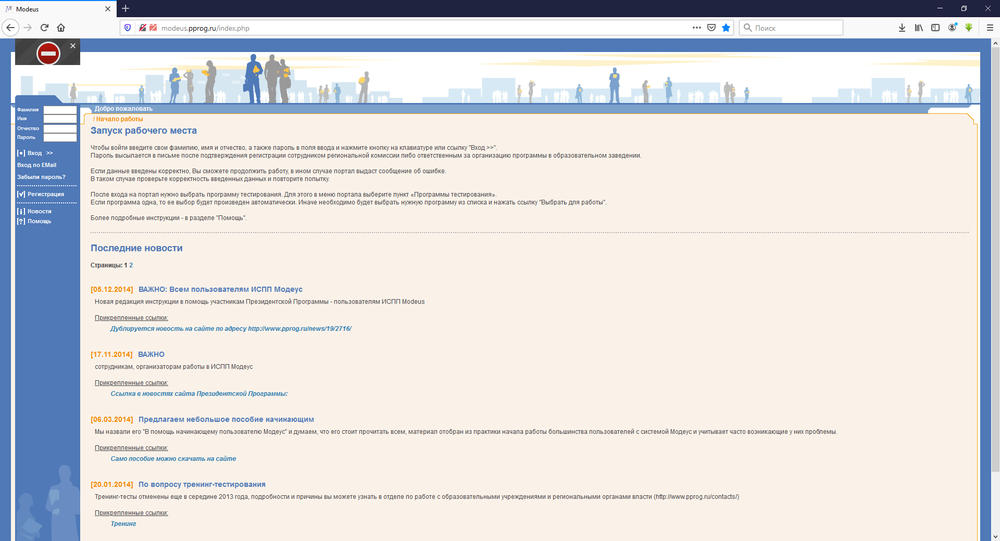 Modeus
modeus.pprog.ru/index.php
Поиск
Фамилия
Имя
Отчество
Пароль
[•] Вход >>
Вход по EMail
Забыли пароль?
Регистрация
[i] Новости
[?] Помощь
Добро пожаловать
/ Начало работы
Запуск рабочего места
Чтобы войти введите свои фамилию, имя и отчество, а также пароль в поля ввода и нажмите кнопку на клавиатуре или ссылку "Вход >>".
Пароль высылается в письме после подтверждения регистрации сотрудником региональной комиссии либо ответственным за организацию программы в образовательном заведении.
Если данные введены корректно, Вы сможете продолжить работу, в ином случае портал выдаст сообщение об ошибке.
В таком случае проверьте корректность введенных данных и повторите попытку.
После входа на портал нужно выбрать программу тестирования. Для этого в меню портала выберите пункт «Программы тестирования».
Если программа одна, то ее выбор будет произведен автоматически. Иначе необходимо будет выбрать нужную программу из списка и нажать ссылку "Выбрать для работы".
Более подробные инструкции - в разделе "Помощь".
Последние новости
Страницы: 1 2
[05.12.2014] ВАЖНО: Всем пользователям ИСПП Модеус
Новая редакция инструкции в помощь участникам Президентской Программы - пользователям ИСПП Modeus
Прикрепленные ссылки:
Дублируется новость на сайте по адресу http://www.pprog.ru/news/19/2716/
[17.11.2014] ВАЖНО
сотрудникам, организаторам работы в ИСПП Модеус
Прикрепленные ссылки:
Ссылка в новостях сайта Президентской Программы:
[06.03.2014] Предлагаем небольшое пособие начинающим
Мы назвали его "В помощь начинающему пользователю Модеус" и думаем, что его стоит прочитать всем, материал отобран из практики начала работы большинства пользователей с системой Модеус и учитывает часто возникающие у них проблемы.
Прикрепленные ссылки:
Само пособие можно скачать на сайте
[20.01.2014] По вопросу тренинг-тестирования
Тренинг-тесты отменены еще в середине 2013 года, подробности и причины вы можете узнать в отделе по работе с образовательными учреждениями и региональными органами власти (http://www.pprog.ru/contacts/)
Прикрепленные ссылки:
Тренинг